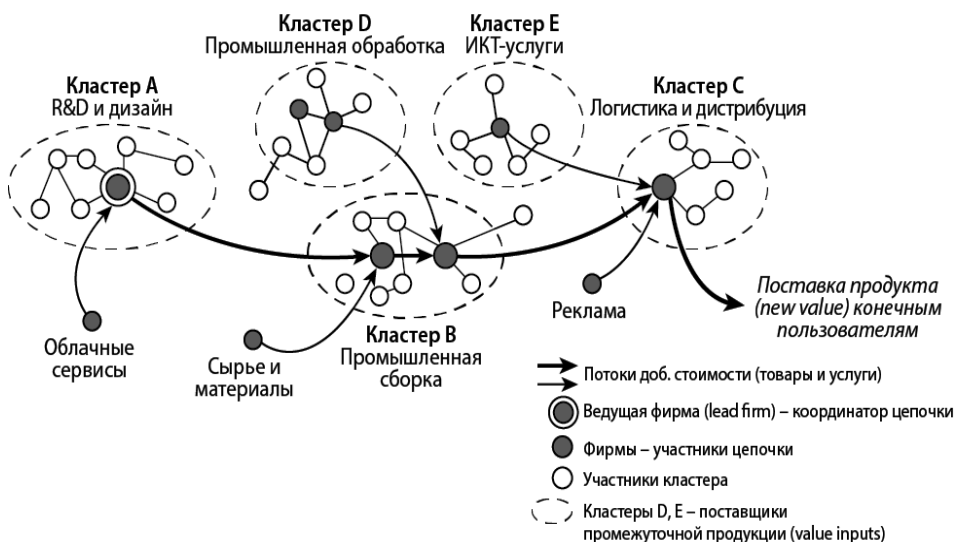 Кластер D
Промышленная обработка
Кластер E
ИКТ-услуги
Кластер A
R&D и дизайн
Кластер C
Логистика и дистрибуция
Облачные
сервисы
Сырье и
материалы
Кластер B
Промышленная
сборка
Реклама
Поставка продукта
(new value) конечным
пользователям
Потоки доб. стоимости (товары и услуги)
Ведущая фирма (lead firm) – координатор цепочки
Фирмы – участники цепочки
Участники кластера
Кластеры D, E – поставщики
промежуточной продукции (value inputs)